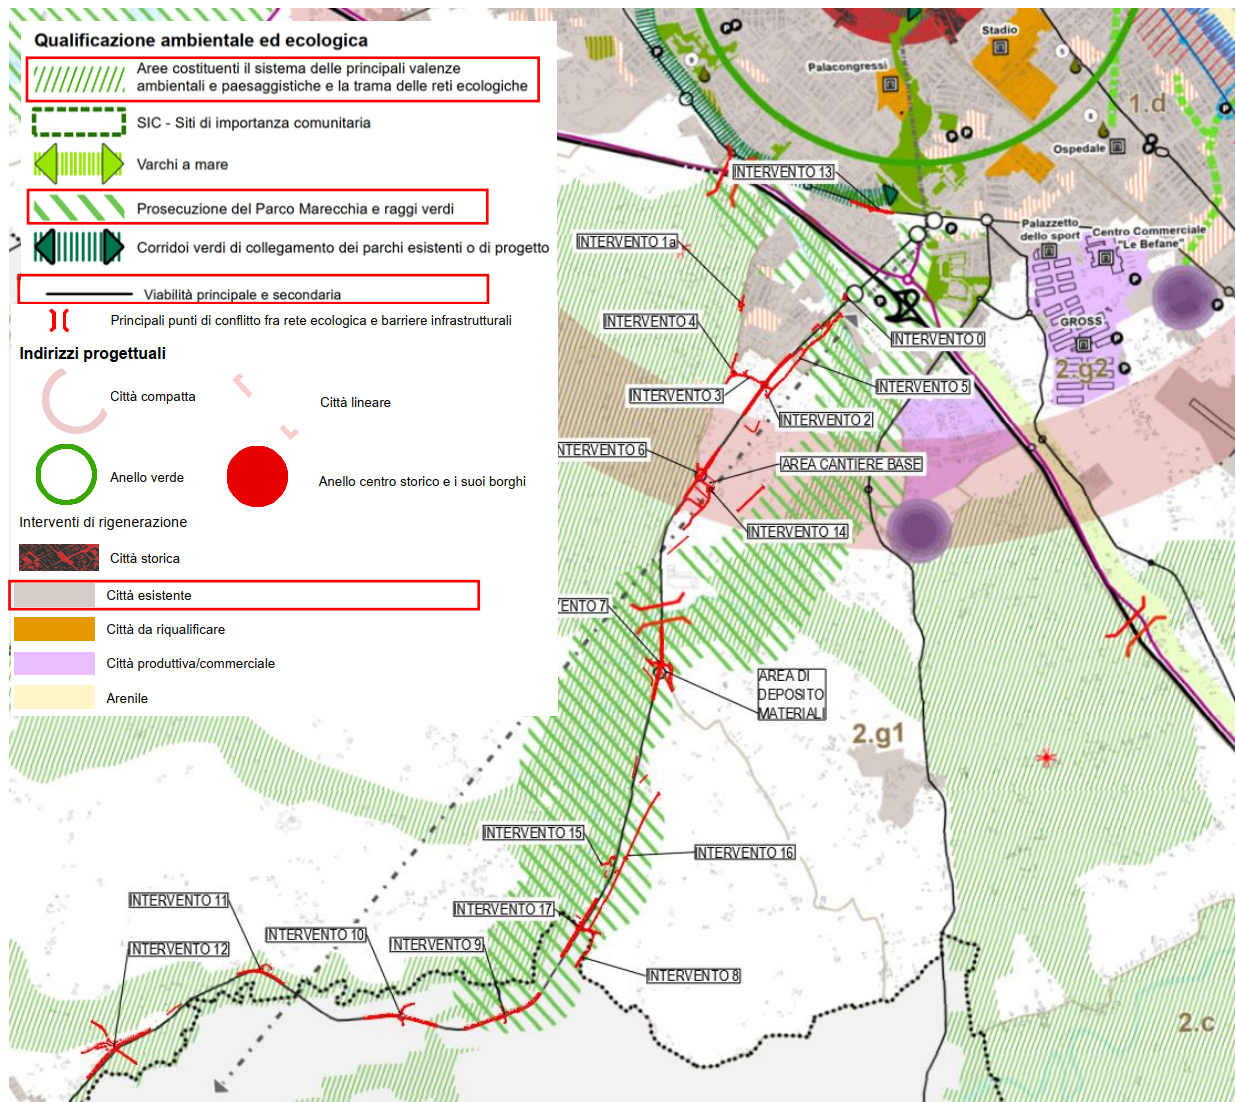 Qualificazione ambientale ed ecologica
Aree costituenti il sistema delle principali valenze
ambientali e paesaggistiche e la trama delle reti ecologiche
SIC - Siti di importanza comunitaria
Varchi a mare
Prosecuzione del Parco Marecchia e raggi verdi
Corridoi verdi di collegamento dei parchi esistenti o di progetto
Viabilità principale e secondaria
Principali punti di conflitto fra rete ecologica e barriere infrastrutturali
Indirizzi progettuali
Città compatta
Città lineare
Anello verde
Anello centro storico e i suoi borghi
Interventi di rigenerazione
Città storica
Città esistente
Città da riqualificare
Città produttiva/commerciale
Arenile
Stadio
Palacongressi
1.d
Ospedale
INTERVENTO 13
Palazzetto
dello sport
Centro Commerciale
"Le Befane"
INTERVENTO 1a
INTERVENTO 4
GROSS
INTERVENTO 0
2.g2
INTERVENTO 5
INTERVENTO 3
INTERVENTO 2
NTERVENTO 6
AREA CANTIERE BASE
INTERVENTO 14
VENTO 7
AREA DI
DEPOSITO
MATERIALI
2.g1
INTERVENTO 15
INTERVENTO 16
INTERVENTO 11
INTERVENTO 17
INTERVENTO 10
INTERVENTO 9
INTERVENTO 12
INTERVENTO 8
2.c
P
P
P
P
P
P
P
P
P
P
P
P
P
P